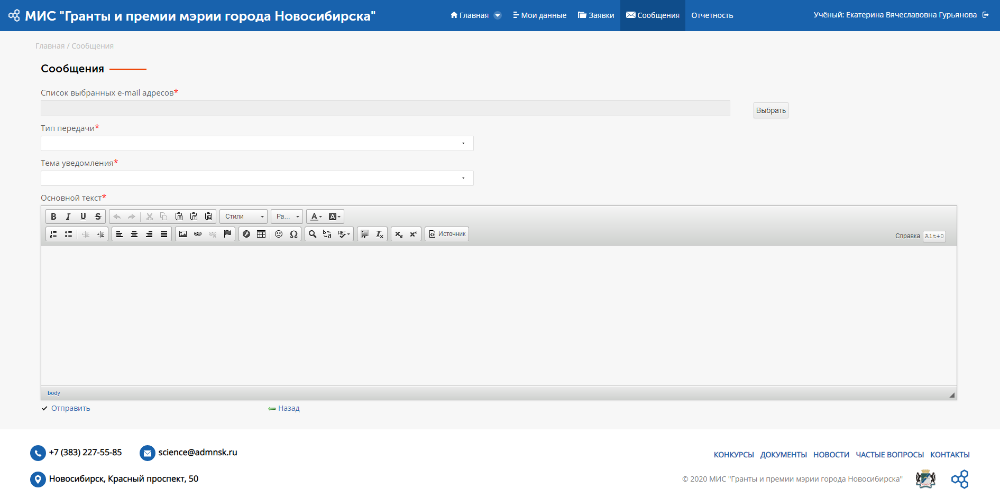 МИС "Гранты и премии мэрии города Новосибирска"
Главная
Мои данные
Заявки
Сообщения
Отчетность
Учёный: Екатерина Вячеславовна Гурьянова
Главная / Сообщения
Сообщения
Список выбранных e-mail адресов*
Выбрать
Тип передачи*
Тема уведомления*
Основной текст*
B I U S
Стили
Ра...
A
A
Ω
ABC
Источник
Справка Alt+0
body
Отправить
Назад
+7 (383) 227-55-85
science@admnsk.ru
КОНКУРСЫ ДОКУМЕНТЫ НОВОСТИ ЧАСТЫЕ ВОПРОСЫ КОНТАКТЫ
Новосибирск, Красный проспект, 50
© 2020 МИС "Гранты и премии мэрии города Новосибирска"